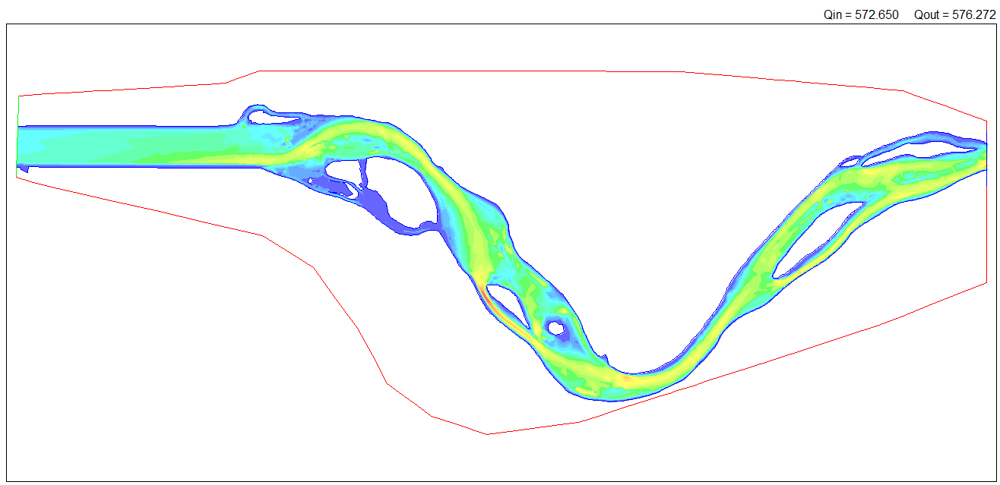 Qin = 572.650 Qout = 576.272